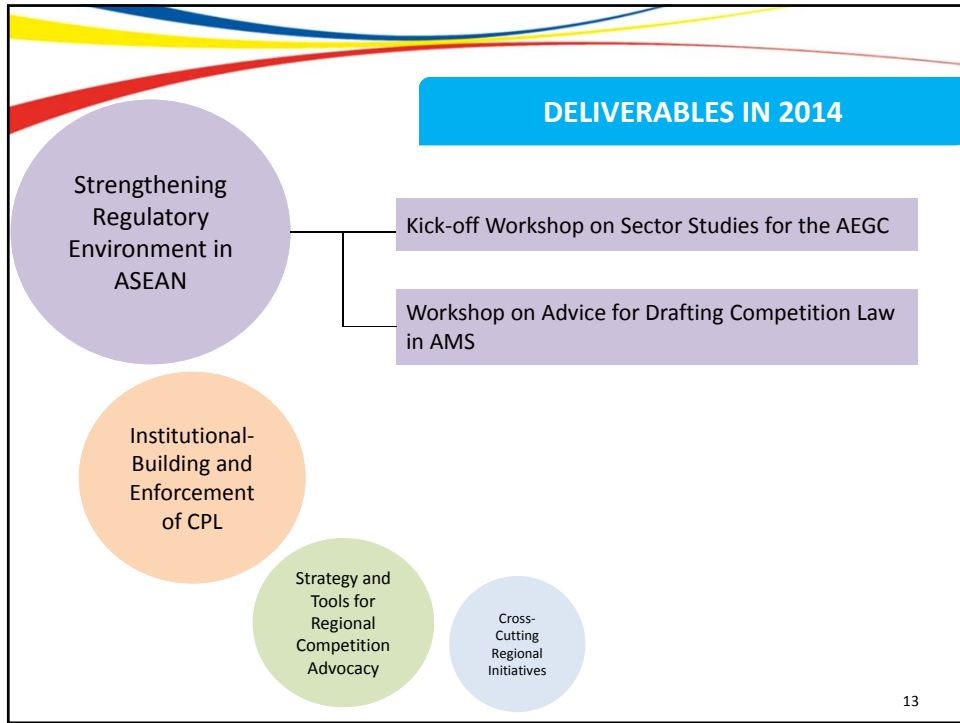 DELIVERABLES IN 2014
Strengthening
Regulatory
Environment in
ASEAN
Kick-off Workshop on Sector Studies for the AEGC
Workshop on Advice for Drafting Competition Law
in AMS
Institutional-
Building and
Enforcement
of CPL
Strategy and
Tools for
Regional
Competition
Advocacy
Cross-
Cutting
Regional
Initiatives
13